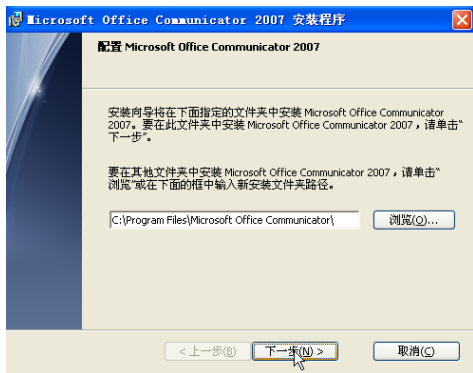 Microsoft Office Communicator 2007 安装程序
配置 Microsoft Office Communicator 2007
安装向导将在下面指定的文件夹中安装 Microsoft Office Communicator
2007。要在此文件夹中安装 Microsoft Office Communicator 2007，请单击“
下一步”。
要在其他文件夹中安装 Microsoft Office Communicator 2007，请单击“
浏览”或在下面的框中输入新安装文件夹路径。
C:\Program Files\Microsoft Office Communicator\
浏览(O)...
<上一步(B)
下一步(N) >
取消(C)